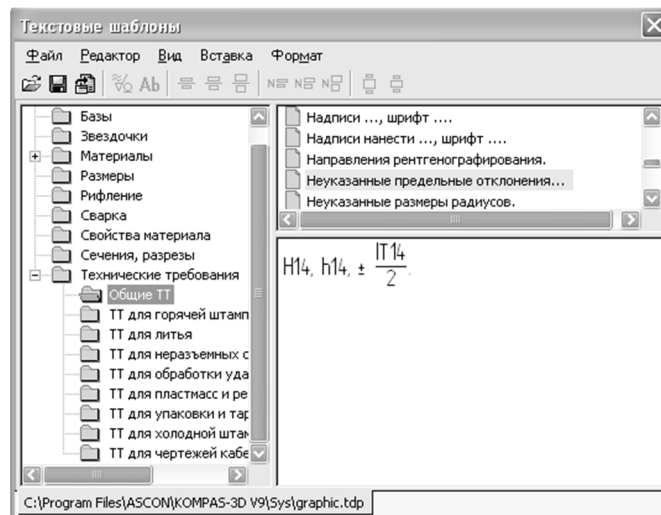 Текстовые шаблоны
Файл Редактор Вид Вставка Формат
Ab
Базы
Звездочки
Материалы
Размеры
Рифление
Сварка
Свойства материала
Сечения, разрезы
Технические требования
Общие ТТ
ТТ для горячей штамп
ТТ для литья
ТТ для неразъемных с
ТТ для обработки уда
ТТ для пластмасс и ре
ТТ для упаковки и тар
ТТ для холодной штам
ТТ для чертежей кабе
Надписи ..., шрифт ....
Надписи нанести ..., шрифт ....
Направления рентгенографирования.
Неуказанные предельные отклонения...
Неуказанные размеры радиусов.
H14, h14, ± IT14
2.
C:\Program Files\ASCON\KOMPAS-3D V9\Sys\graphic.tdp